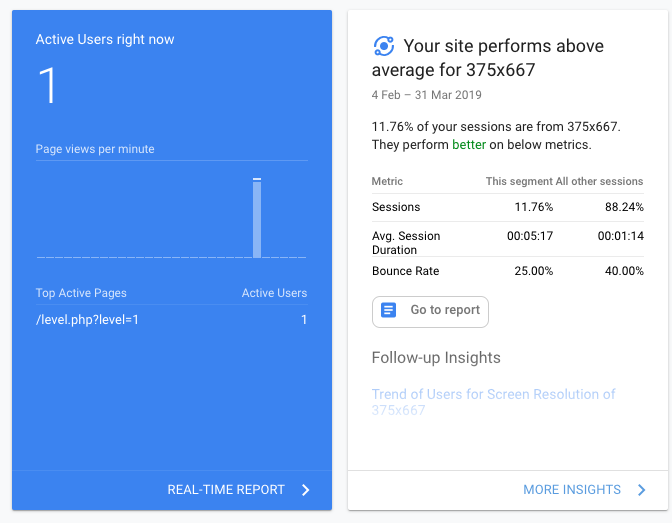 Active Users right now
1
Page views per minute
Top Active Pages Active Users
/level.php?level=1 1
REAL-TIME REPORT
Your site performs above
average for 375x667
4 Feb – 31 Mar 2019
11.76% of your sessions are from 375x667.
They perform better on below metrics.
Metric This segment All other sessions
Sessions 11.76% 88.24%
Avg. Session 00:05:17 00:01:14
Duration
Bounce Rate 25.00% 40.00%
Go to report
Follow-up Insights
Trend of Users for Screen Resolution of
375x667
MORE INSIGHTS